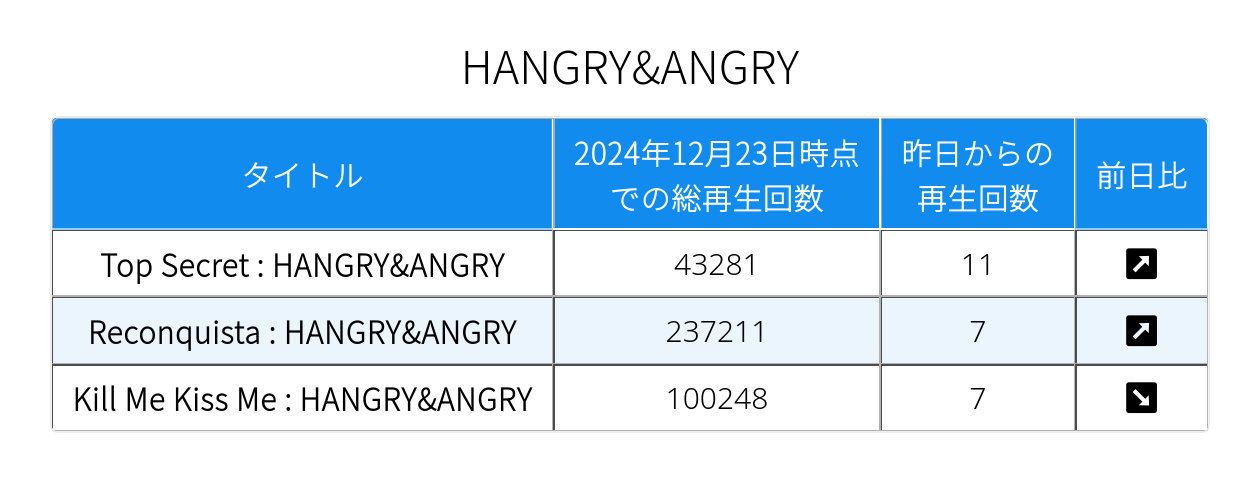 HANGRY&ANGRY
タイトル
2024年12月23日時点
での総再生回数
昨日からの
再生回数
前日比
Top Secret : HANGRY&ANGRY 43281 11 ↗
Reconquista : HANGRY&ANGRY 237211 7 ↗
Kill Me Kiss Me : HANGRY&ANGRY 100248 7 ↘